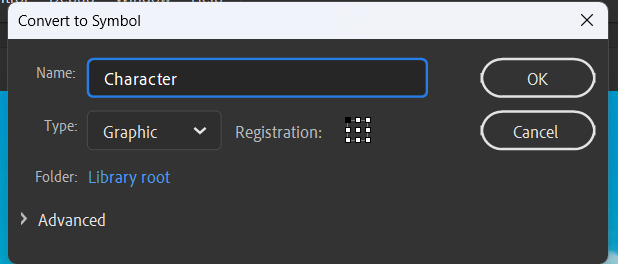 Convert to Symbol
Name: Character OK
Type: Graphic Registration: Cancel
Folder: Library root
Advanced